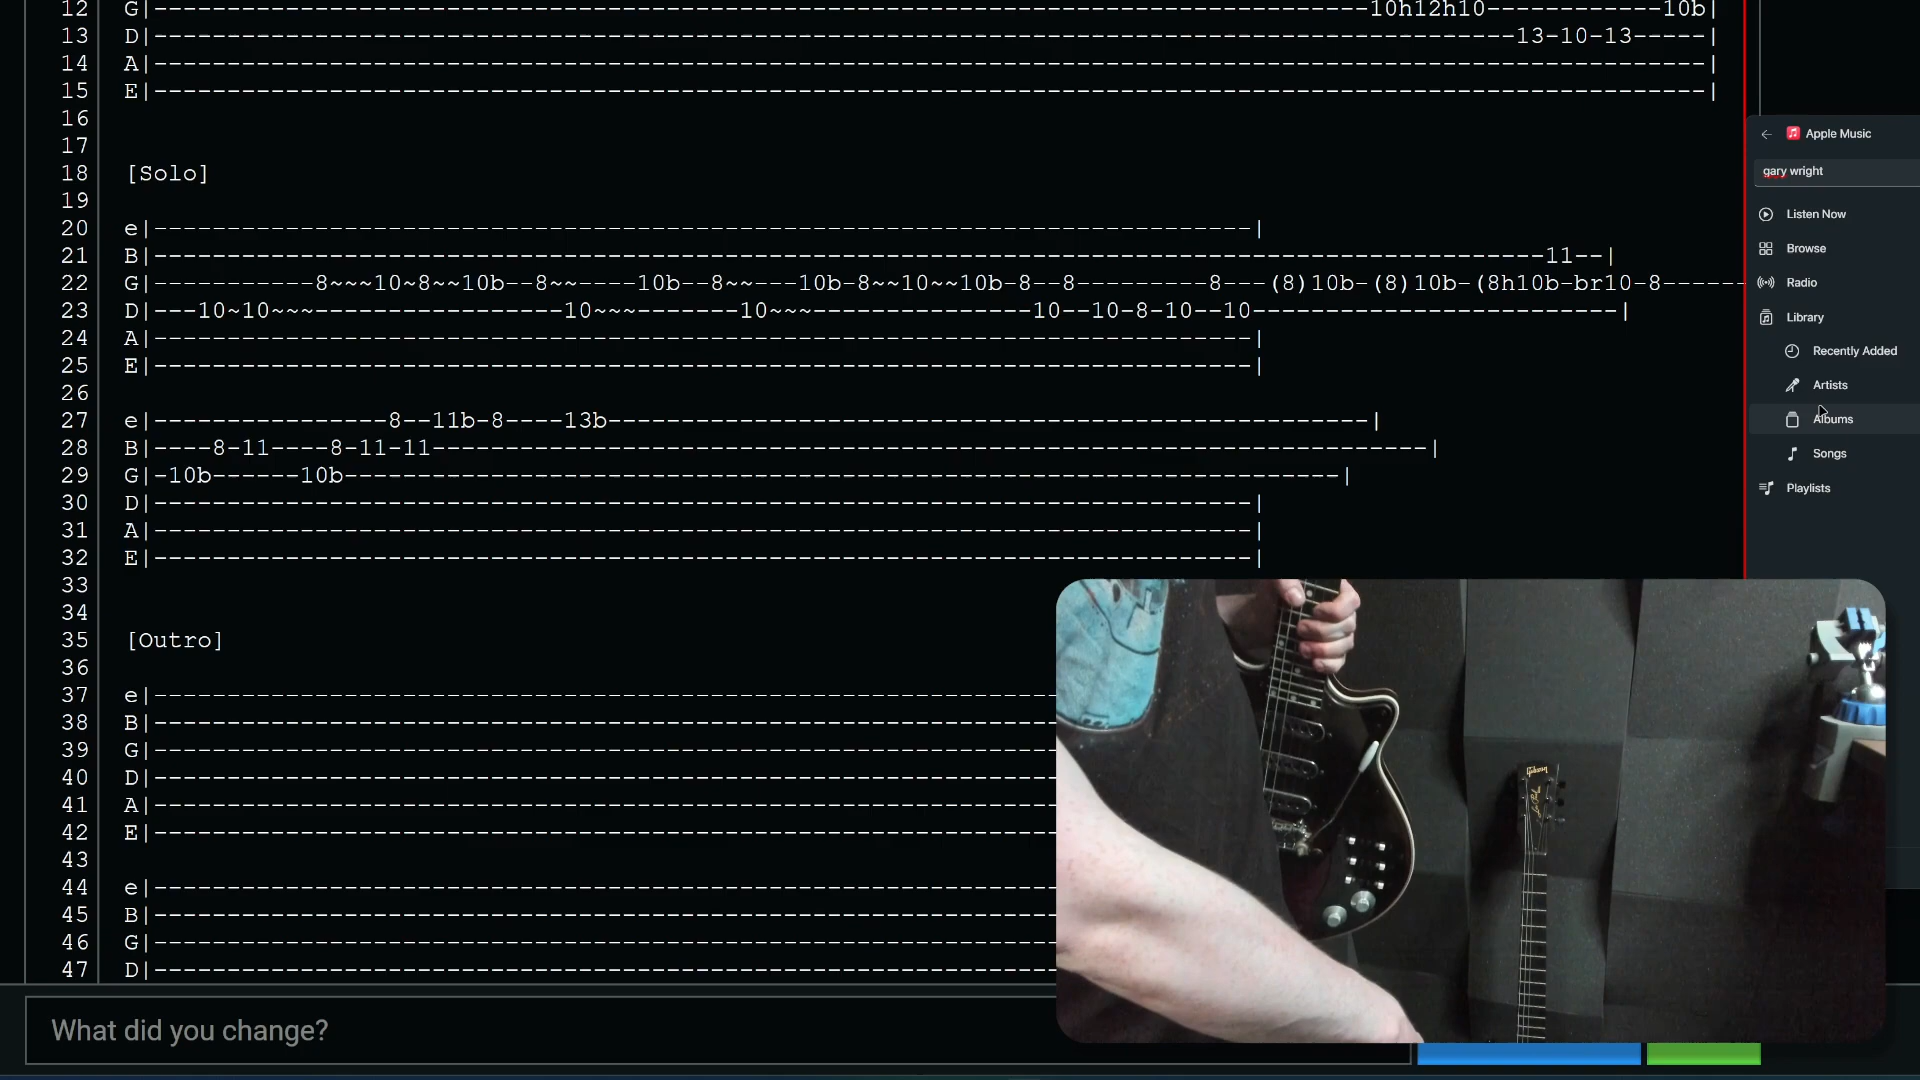 12 G|-----------------------------------------------------------------------------------10h12h10------------10b|
13 D|---------------------------------------------------------------------------------------------13-10-13-----|
14 A|----------------------------------------------------------------------------------------------------------|
15 E|----------------------------------------------------------------------------------------------------------|
16
17
18 [Solo]
19
20 e|---------------------------------------------------------------------------|
21 B|-----------------------------------------------------------------------------------------------11--|
22 G|-----------8~~~10~8~~10b--8~~----10b--8~~---10b-8~~10~~10b-8--8---------8---(8)10b-(8)10b-(8h10b-br10-8------
23 D|---10~10~~~-----------------10~~~-------10~~~---------------10--10-8-10--10-------------------------|
24 A|---------------------------------------------------------------------------|
25 E|---------------------------------------------------------------------------|
26
27 e|----------------8--11b-8----13b----------------------------------------------------|
28 B|----8-11----8-11-11--------------------------------------------------------------------|
29 G|-10b------10b--------------------------------------------------------------------|
30 D|---------------------------------------------------------------------------|
31 A|---------------------------------------------------------------------------|
32 E|---------------------------------------------------------------------------|
33
34
35 [Outro]
36
37 e|--------------------------------------------------------------
38 B|--------------------------------------------------------------
39 G|--------------------------------------------------------------
40 D|--------------------------------------------------------------
41 A|--------------------------------------------------------------
42 E|--------------------------------------------------------------
43
44 e|--------------------------------------------------------------
45 B|--------------------------------------------------------------
46 G|--------------------------------------------------------------
47 D|--------------------------------------------------------------
What did you change?
Apple Music
gary wright
Listen Now
Browse
Radio
Library
Recently Added
Artists
Albums
Songs
Playlists
Gibson